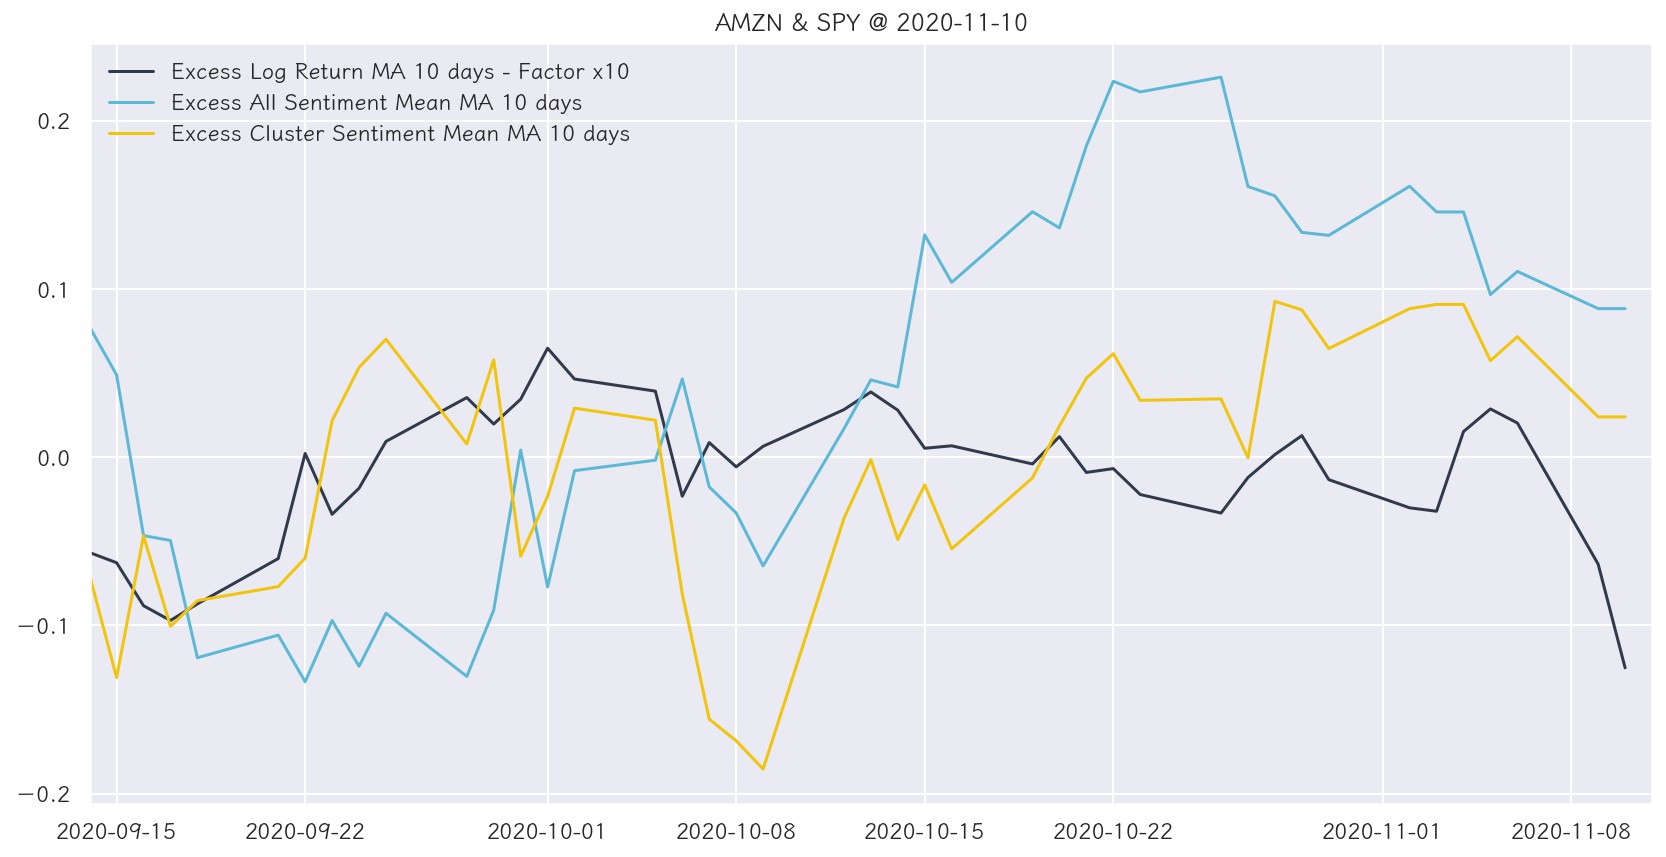 AMZN & SPY @ 2020-11-10
Excess Log Return MA 10 days - Factor x10
Excess All Sentiment Mean MA 10 days
Excess Cluster Sentiment Mean MA 10 days
0.2
0.1
0.0
−0.1
−0.2
2020-09-15 2020-09-22 2020-10-01 2020-10-08 2020-10-15 2020-10-22 2020-11-01 2020-11-08